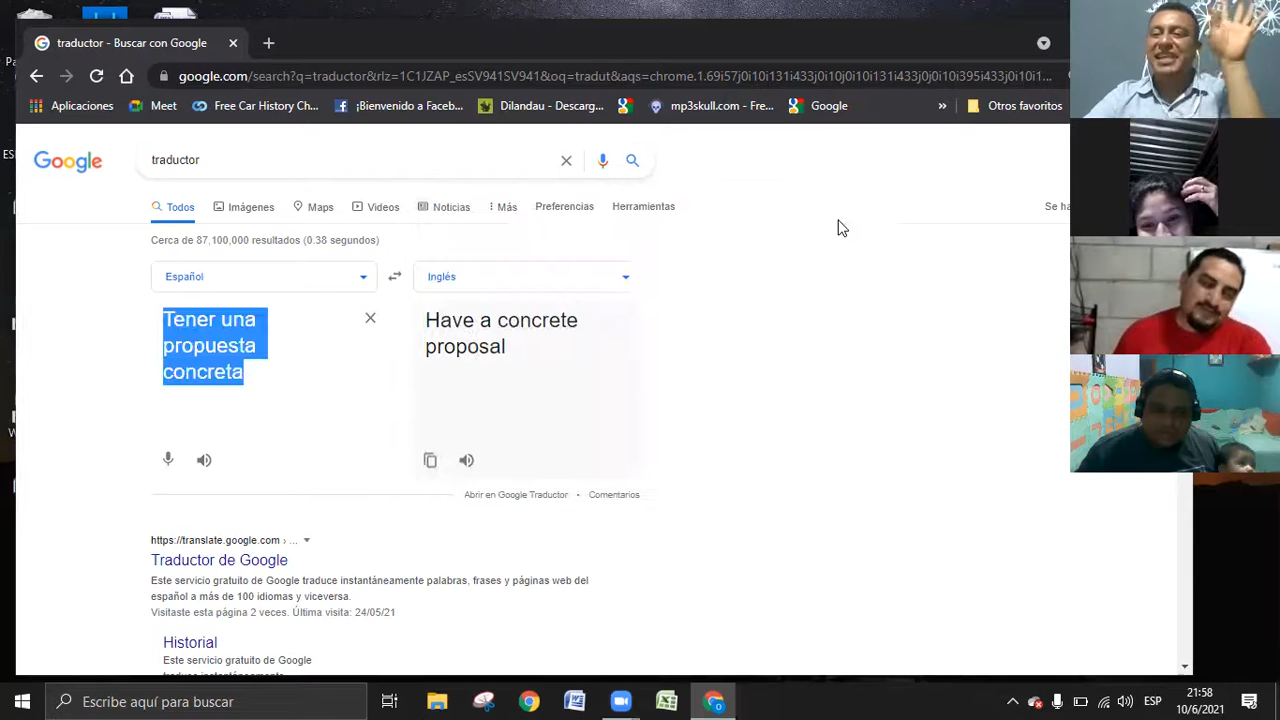 traductor - Buscar con Google
google.com/search?q=traductor&rlz=1C1JZAP_esSV941SV941&oq=tradut&aqs=chrome.1.69i57j0i10i131i433j0i10j0i10i131i433j0i10i395i433j0i10i1...
Aplicaciones Meet Free Car History Ch... ¡Bienvenido a Faceb... Dilandau - Descarg... mp3skull.com - Fre... Google » Otros favoritos
Google
traductor
Todos Imágenes Maps Videos Noticias Más Preferencias Herramientas
Se ha
Cerca de 87,100,000 resultados (0.38 segundos)
Español Inglés
Tener una
propuesta
concreta
Have a concrete
proposal
Abrir en Google Traductor • Comentarios
https://translate.google.com › ...
Traductor de Google
Este servicio gratuito de Google traduce instantáneamente palabras, frases y páginas web del
español a más de 100 idiomas y viceversa.
Visitaste esta página 2 veces. Última visita: 24/05/21
Historial
Este servicio gratuito de Google
Escribe aquí para buscar
ESP
21:58
10/6/2021